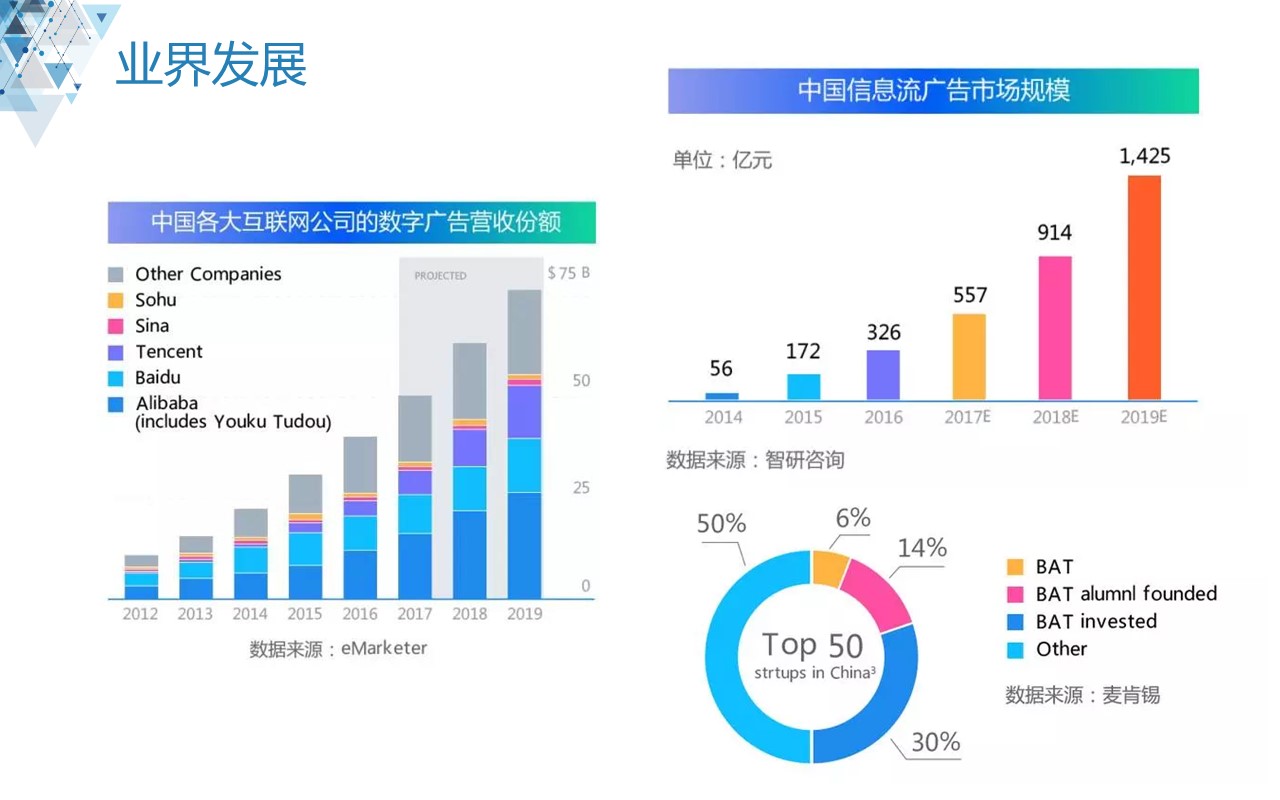 业界发展
中国各大互联网公司的数字广告营收份额
Other Companies
Sohu
Sina
Tencent
Baidu
Alibaba
(includes Youku Tudou)
PROJECTED
$ 75 B
50
25
0
2012 2013 2014 2015 2016 2017 2018 2019
数据来源：eMarketer
中国信息流广告市场规模
单位：亿元
56 172 326 557 914 1,425
2014 2015 2016 2017E 2018E 2019E
数据来源：智研咨询
50%
6%
14%
30%
Top 50
strtups in China³
BAT
BAT alumnl founded
BAT invested
Other
数据来源：麦肯锡